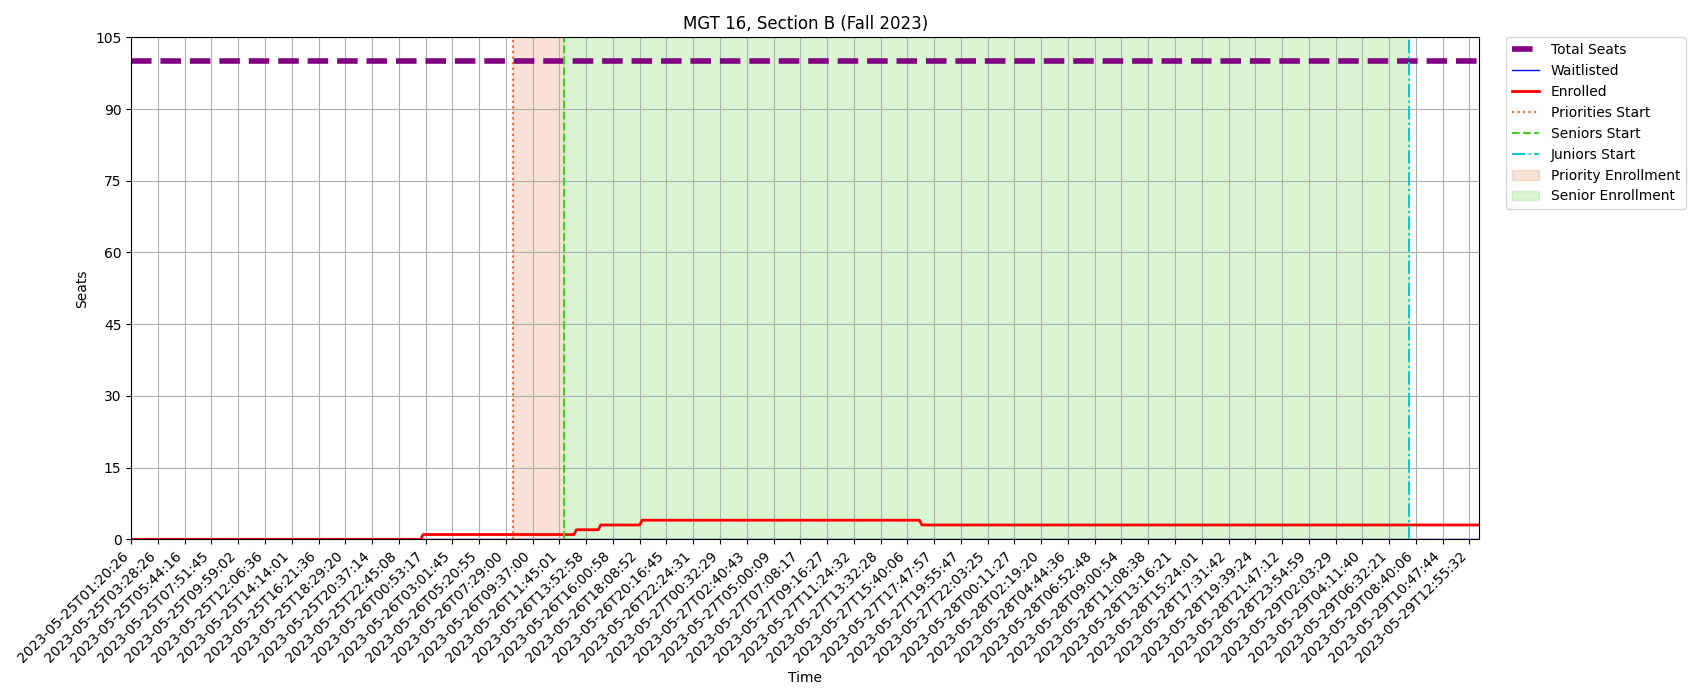 MGT 16, Section B (Fall 2023)
105
90
75
60
45
30
15
0
Seats
2023-05-25T01:20:26
2023-05-25T03:28:26
2023-05-25T05:44:16
2023-05-25T07:51:45
2023-05-25T09:59:02
2023-05-25T12:06:36
2023-05-25T14:14:01
2023-05-25T16:21:36
2023-05-25T18:29:20
2023-05-25T20:37:14
2023-05-25T22:45:08
2023-05-26T00:53:17
2023-05-26T03:01:45
2023-05-26T05:20:55
2023-05-26T07:29:00
2023-05-26T09:37:00
2023-05-26T11:45:01
2023-05-26T13:52:58
2023-05-26T16:00:58
2023-05-26T18:08:52
2023-05-26T20:16:45
2023-05-26T22:24:31
2023-05-27T00:32:29
2023-05-27T02:40:43
2023-05-27T05:00:09
2023-05-27T07:08:17
2023-05-27T09:16:27
2023-05-27T11:24:32
2023-05-27T13:32:28
2023-05-27T15:40:06
2023-05-27T17:47:57
2023-05-27T19:55:47
2023-05-27T22:03:25
2023-05-28T00:11:27
2023-05-28T02:19:20
2023-05-28T04:44:36
2023-05-28T06:52:48
2023-05-28T09:00:54
2023-05-28T11:08:38
2023-05-28T13:16:21
2023-05-28T15:24:01
2023-05-28T17:31:42
2023-05-28T19:39:24
2023-05-28T21:47:12
2023-05-28T23:54:59
2023-05-29T02:03:29
2023-05-29T04:11:40
2023-05-29T06:32:21
2023-05-29T08:40:06
2023-05-29T10:47:44
2023-05-29T12:55:32
Time
Total Seats
Waitlisted
Enrolled
Priorities Start
Seniors Start
Juniors Start
Priority Enrollment
Senior Enrollment